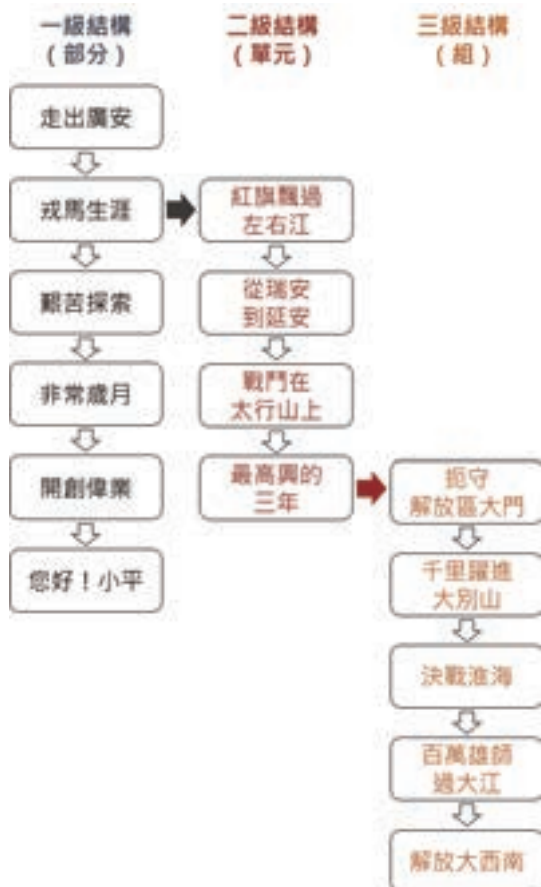 一級結構
（部分）
二級結構
（單元）
三級結構
（組）
走出廣安
戎馬生涯
艱苦探索
非常歲月
開創偉業
您好！小平
紅旗飄過
左右江
從瑞安
到延安
戰鬥在
太行山上
最高興的
三年
扼守
解放區大門
千里躍進
大別山
決戰淮海
百萬雄師
過大江
解放大西南